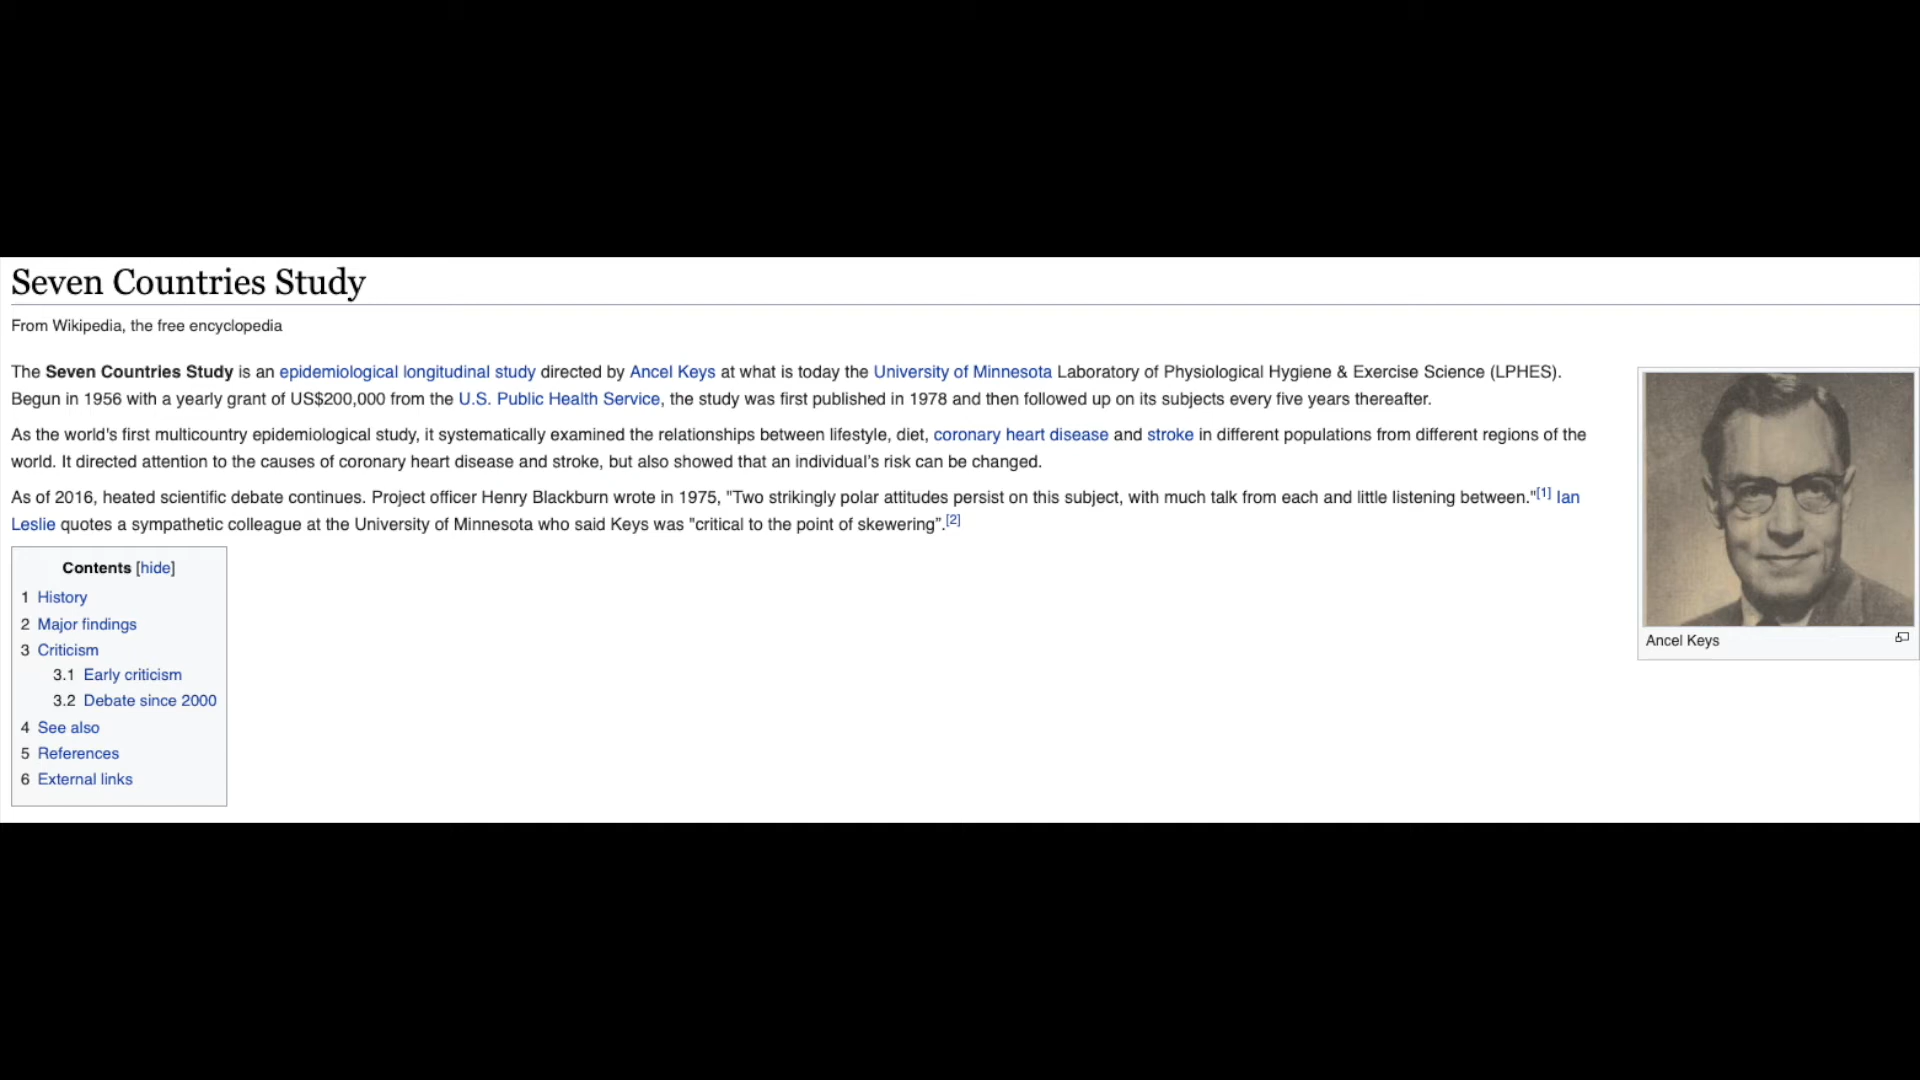 Seven Countries Study
From Wikipedia, the free encyclopedia
The Seven Countries Study is an epidemiological longitudinal study directed by Ancel Keys at what is today the University of Minnesota Laboratory of Physiological Hygiene & Exercise Science (LPHES).
Begun in 1956 with a yearly grant of US$200,000 from the U.S. Public Health Service, the study was first published in 1978 and then followed up on its subjects every five years thereafter.
As the world's first multicountry epidemiological study, it systematically examined the relationships between lifestyle, diet, coronary heart disease and stroke in different populations from different regions of the
world. It directed attention to the causes of coronary heart disease and stroke, but also showed that an individual's risk can be changed.
As of 2016, heated scientific debate continues. Project officer Henry Blackburn wrote in 1975, "Two strikingly polar attitudes persist on this subject, with much talk from each and little listening between."[1] Ian
Leslie quotes a sympathetic colleague at the University of Minnesota who said Keys was "critical to the point of skewering".[2]
Contents [hide]
1 History
2 Major findings
3 Criticism
3.1 Early criticism
3.2 Debate since 2000
4 See also
5 References
6 External links
Ancel Keys